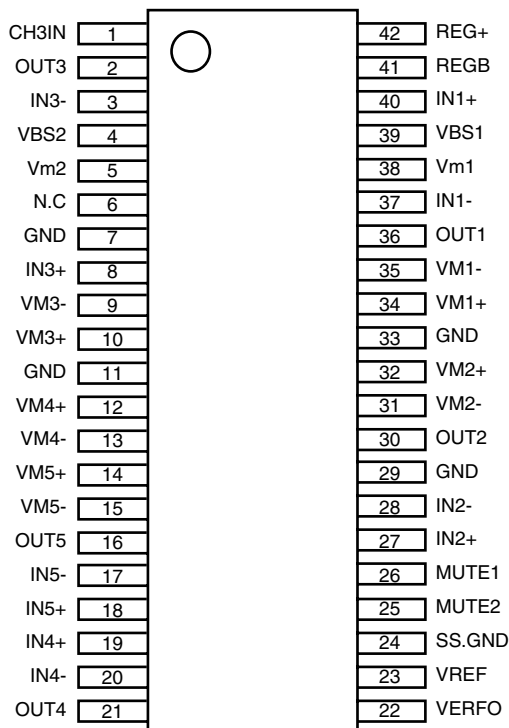 CH3IN 1 42 REG+
OUT3 2 41 REGB
IN3- 3 40 IN1+
VBS2 4 39 VBS1
Vm2 5 38 Vm1
N.C 6 37 IN1-
GND 7 36 OUT1
IN3+ 8 35 VM1-
VM3- 9 34 VM1+
VM3+ 10 33 GND
GND 11 32 VM2+
VM4+ 12 31 VM2-
VM4- 13 30 OUT2
VM5+ 14 29 GND
VM5- 15 28 IN2-
OUT5 16 27 IN2+
IN5- 17 26 MUTE1
IN5+ 18 25 MUTE2
IN4+ 19 24 SS.GND
IN4- 20 23 VREF
OUT4 21 22 VERFO